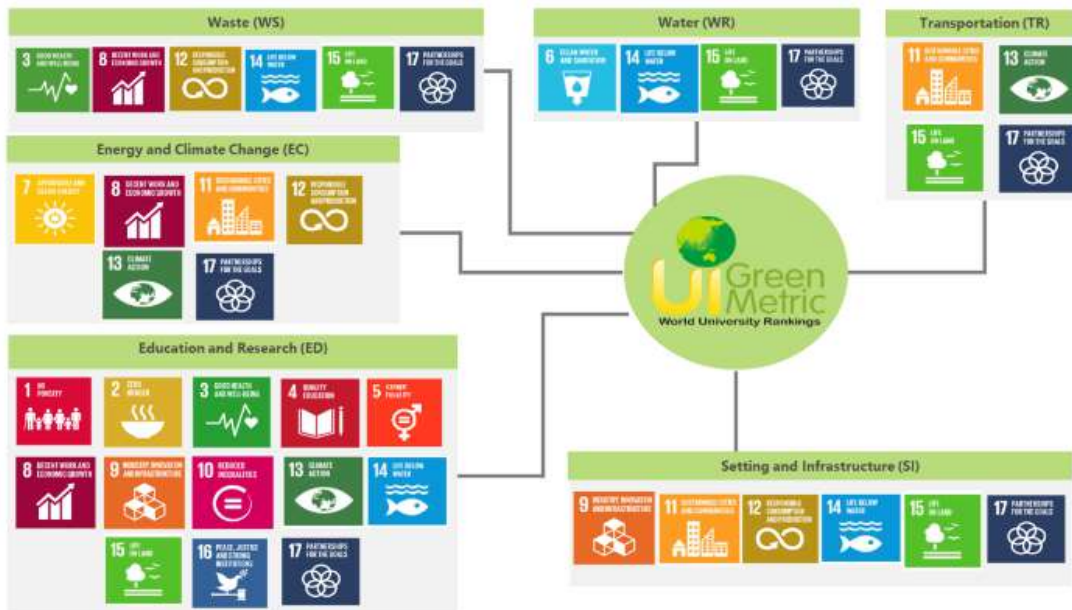 Waste (WS)
3 GOOD HEALTH
AND WELL-BEING
8 DECENT WORK AND
ECONOMIC GROWTH
12 RESPONSIBLE
CONSUMPTION
AND PRODUCTION
14 LIFE BELOW
WATER
15 LIFE
ON LAND
17 PARTNERSHIPS
FOR THE GOALS
Water (WR)
6 CLEAN WATER
AND SANITATION
14 LIFE BELOW
WATER
15 LIFE
ON LAND
17 PARTNERSHIPS
FOR THE GOALS
Transportation (TR)
11 SUSTAINABLE CITIES
AND COMMUNITIES
13 CLIMATE
ACTION
15 LIFE
ON LAND
17 PARTNERSHIPS
FOR THE GOALS
Energy and Climate Change (EC)
7 AFFORDABLE AND
CLEAN ENERGY
8 DECENT WORK AND
ECONOMIC GROWTH
11 SUSTAINABLE CITIES
AND COMMUNITIES
12 RESPONSIBLE
CONSUMPTION
AND PRODUCTION
13 CLIMATE
ACTION
17 PARTNERSHIPS
FOR THE GOALS
UI Green
Metric
World University Rankings
Education and Research (ED)
1 NO
POVERTY
2 ZERO
HUNGER
3 GOOD HEALTH
AND WELL-BEING
4 QUALITY
EDUCATION
5 GENDER
EQUALITY
8 DECENT WORK AND
ECONOMIC GROWTH
9 INDUSTRY, INNOVATION
AND INFRASTRUCTURE
10 REDUCED
INEQUALITIES
13 CLIMATE
ACTION
14 LIFE BELOW
WATER
15 LIFE
ON LAND
16 PEACE, JUSTICE
AND STRONG
INSTITUTIONS
17 PARTNERSHIPS
FOR THE GOALS
Setting and Infrastructure (SI)
9 INDUSTRY, INNOVATION
AND INFRASTRUCTURE
11 SUSTAINABLE CITIES
AND COMMUNITIES
12 RESPONSIBLE
CONSUMPTION
AND PRODUCTION
14 LIFE BELOW
WATER
15 LIFE
ON LAND
17 PARTNERSHIPS
FOR THE GOALS